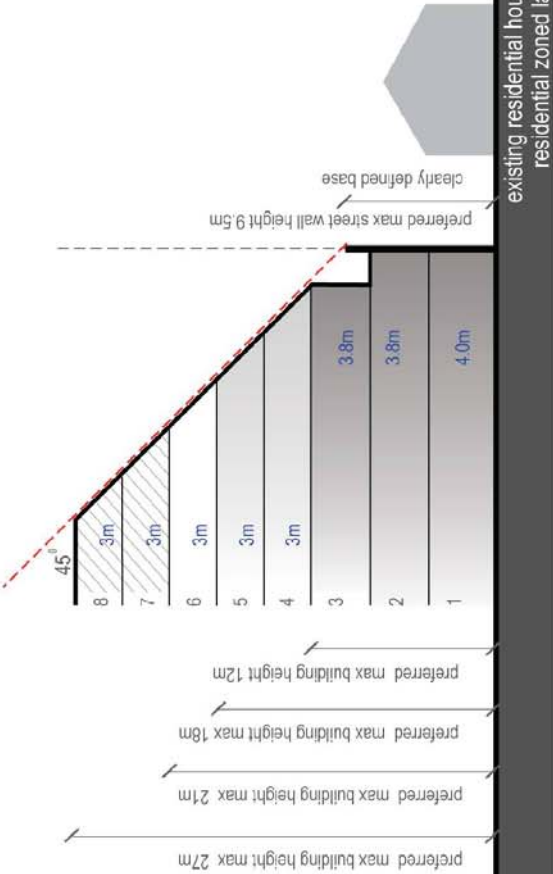 45°
8
7
6
5
4
3
2
1
3m
3m
3m
3m
3m
3.8m
3.8m
4.0m
preferred max street wall height 9.5m
clearly defined base
preferred max building height 12m
preferred max building height max 18m
preferred max building height max 21m
preferred max building height max 27m
existing residential hou
residential zoned la